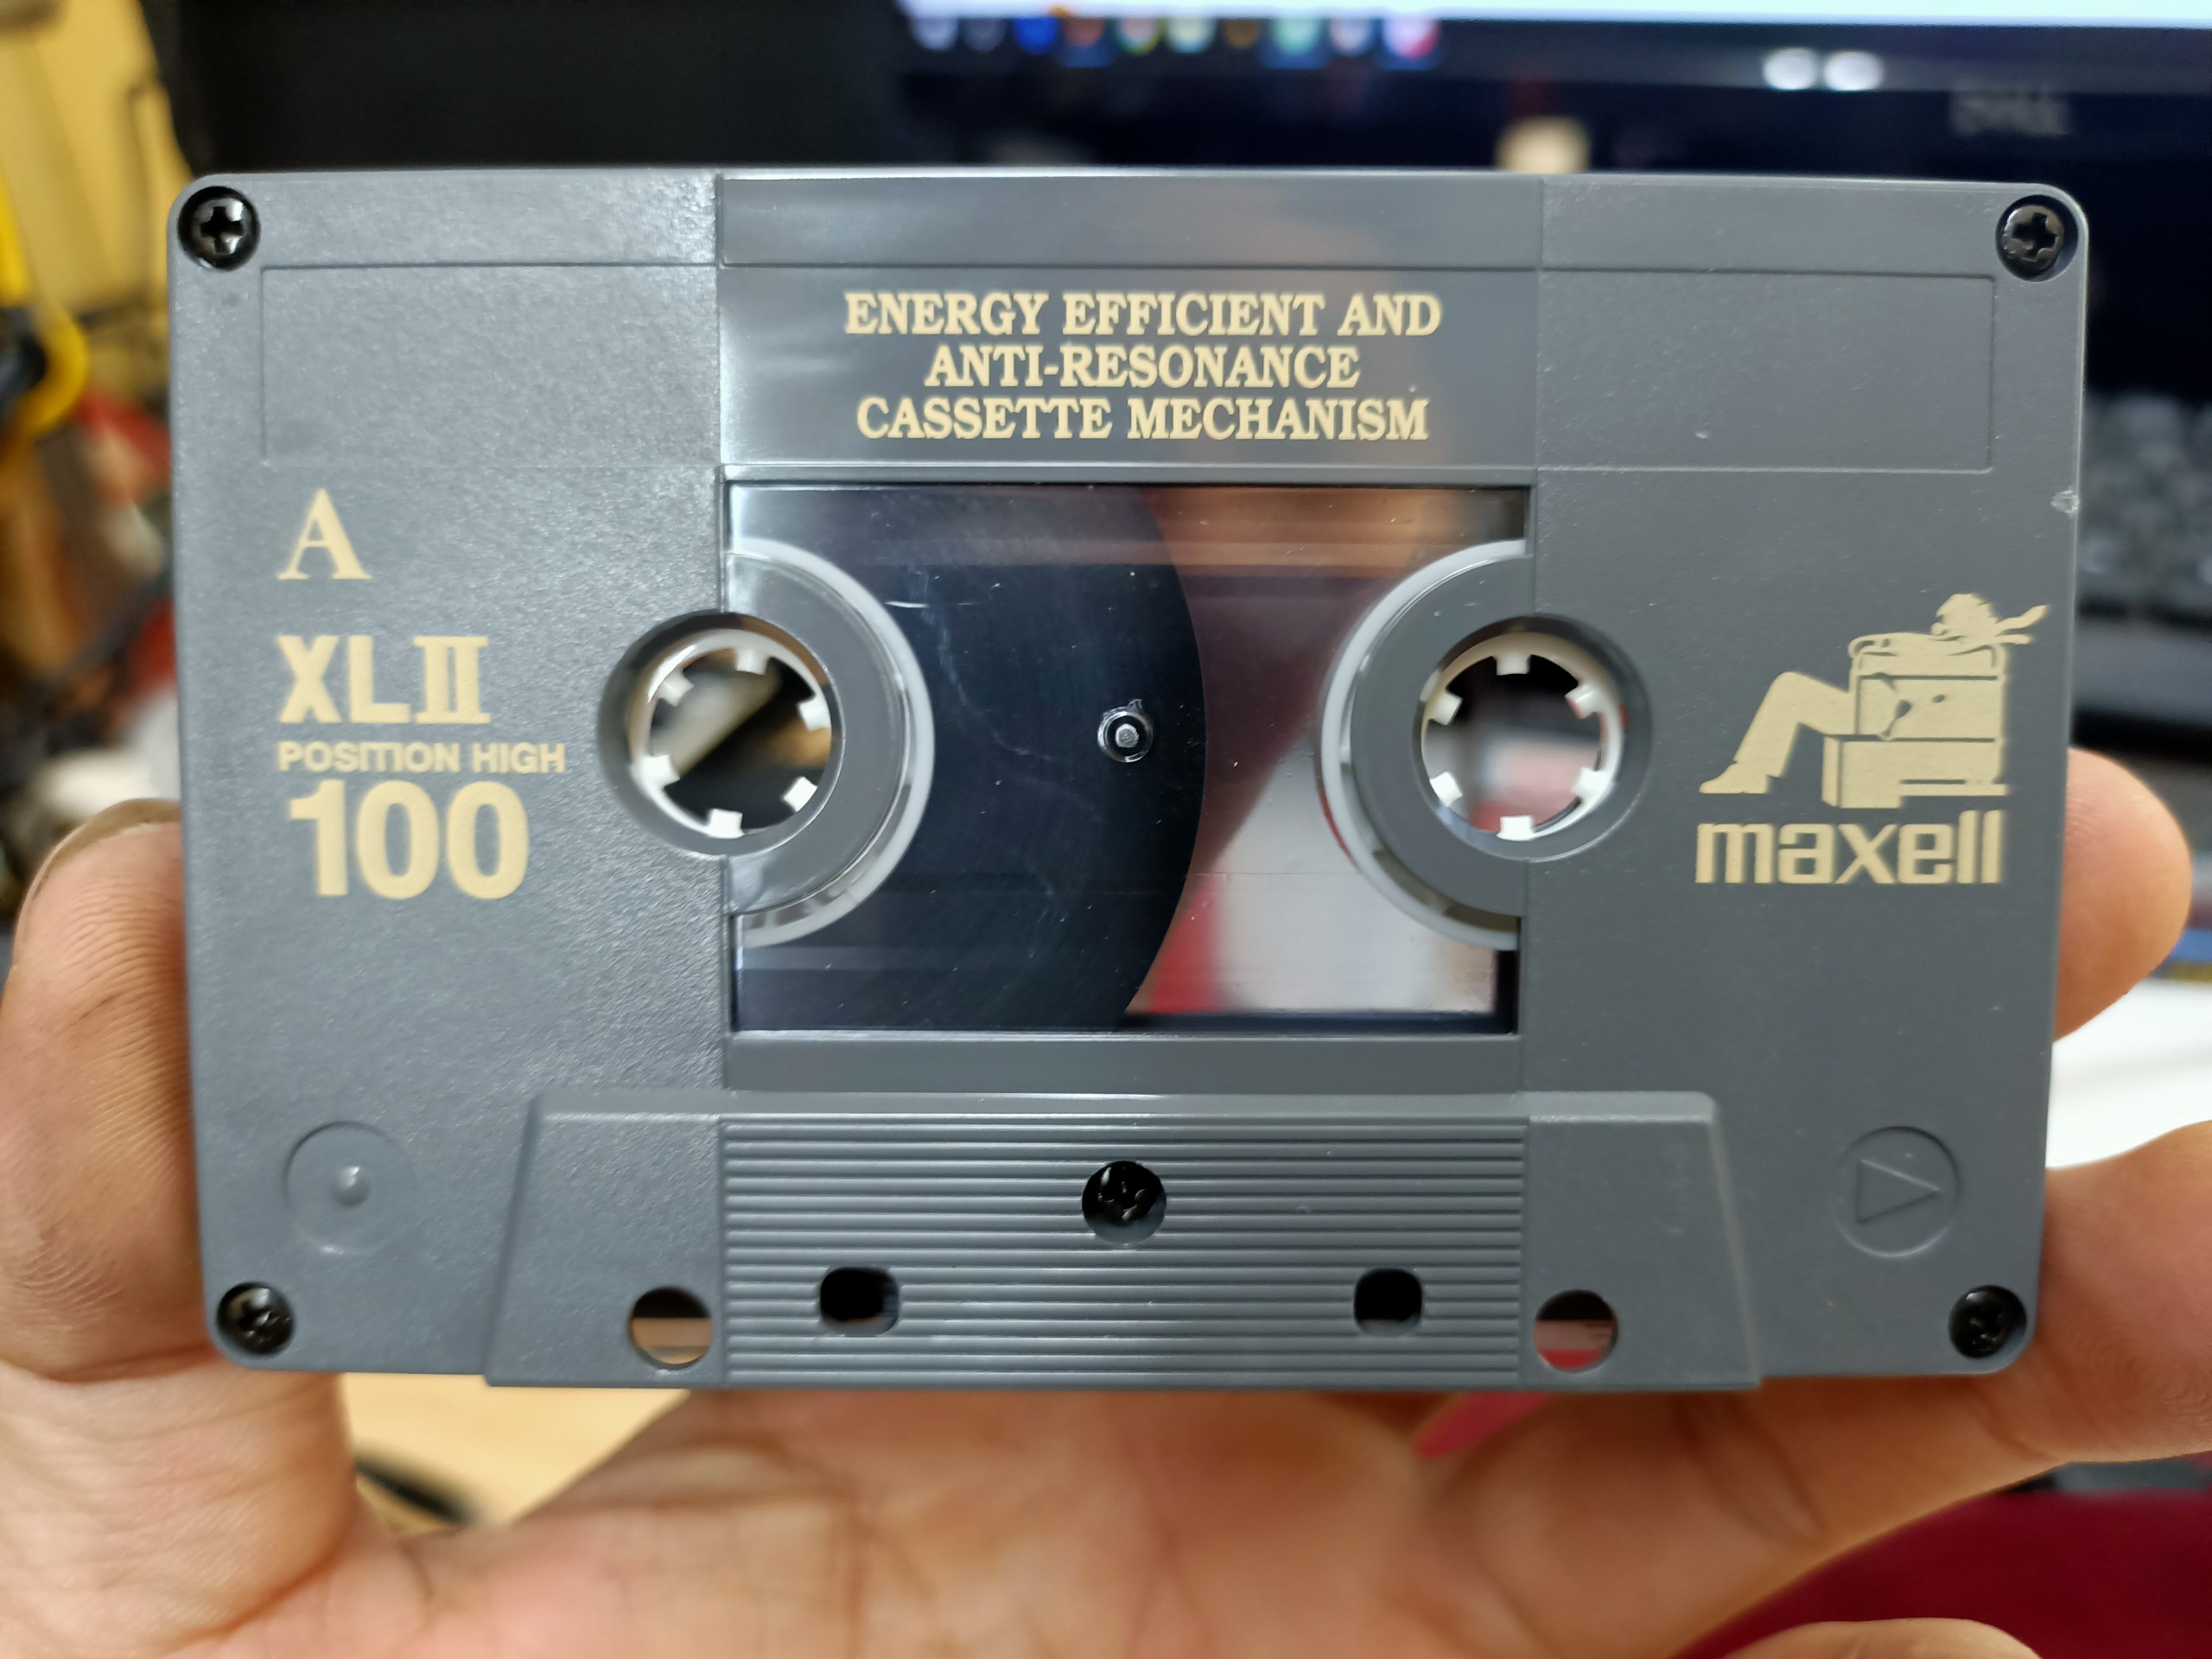 ENERGY EFFICIENT AND
ANTI-RESONANCE
CASSETTE MECHANISM
A
XLII
POSITION HIGH
100
maxell